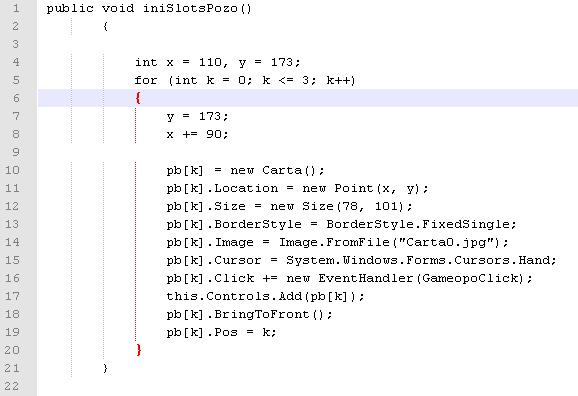 1 public void iniSlotsPozo()
2 {
3
4 int x = 110, y = 173;
5 for (int k = 0; k <= 3; k++)
6 {
7 y = 173;
8 x += 90;
9
10 pb[k] = new Carta();
11 pb[k].Location = new Point(x, y);
12 pb[k].Size = new Size(78, 101);
13 pb[k].BorderStyle = BorderStyle.FixedSingle;
14 pb[k].Image = Image.FromFile("Carta0.jpg");
15 pb[k].Cursor = System.Windows.Forms.Cursors.Hand;
16 pb[k].Click += new EventHandler(GameopoClick);
17 this.Controls.Add(pb[k]);
18 pb[k].BringToFront();
19 pb[k].Pos = k;
20 }
21 }
22